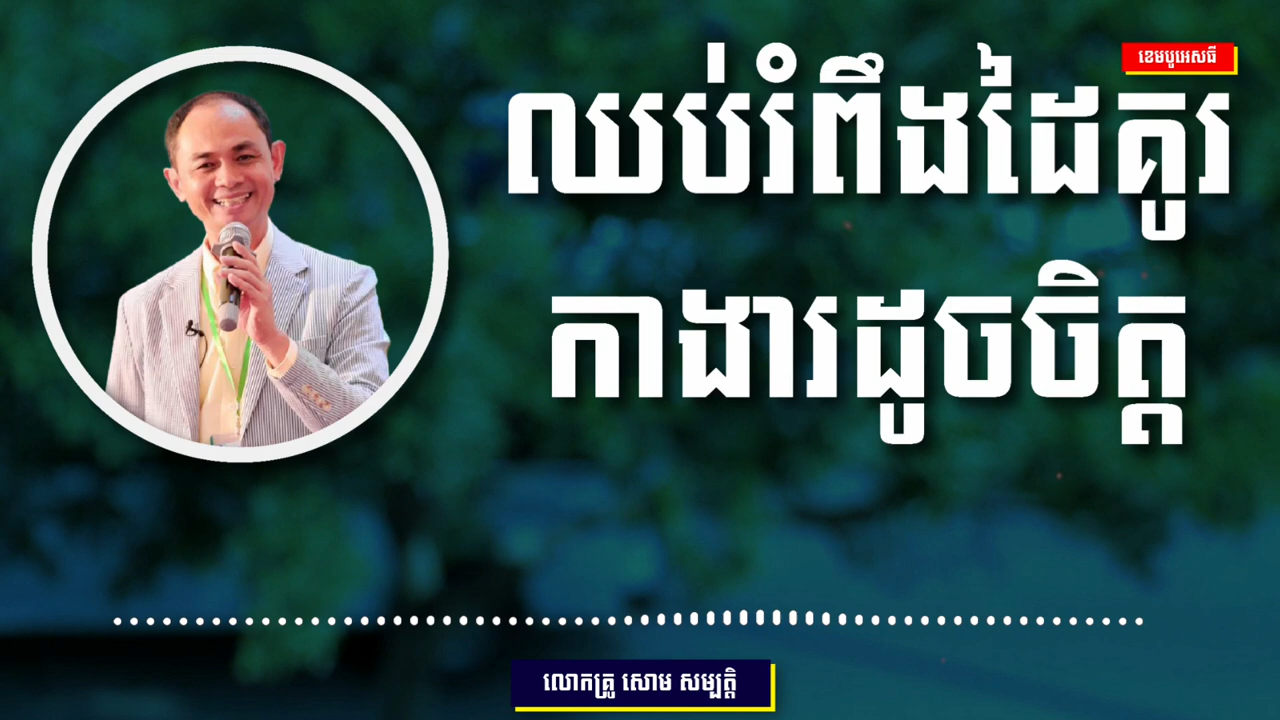 ខេមបូអេសធី
ឈប់រំពឹងដៃគូរ
កាងារដូចចិត្ត
លោកគ្រូ សោម សម្បត្តិ